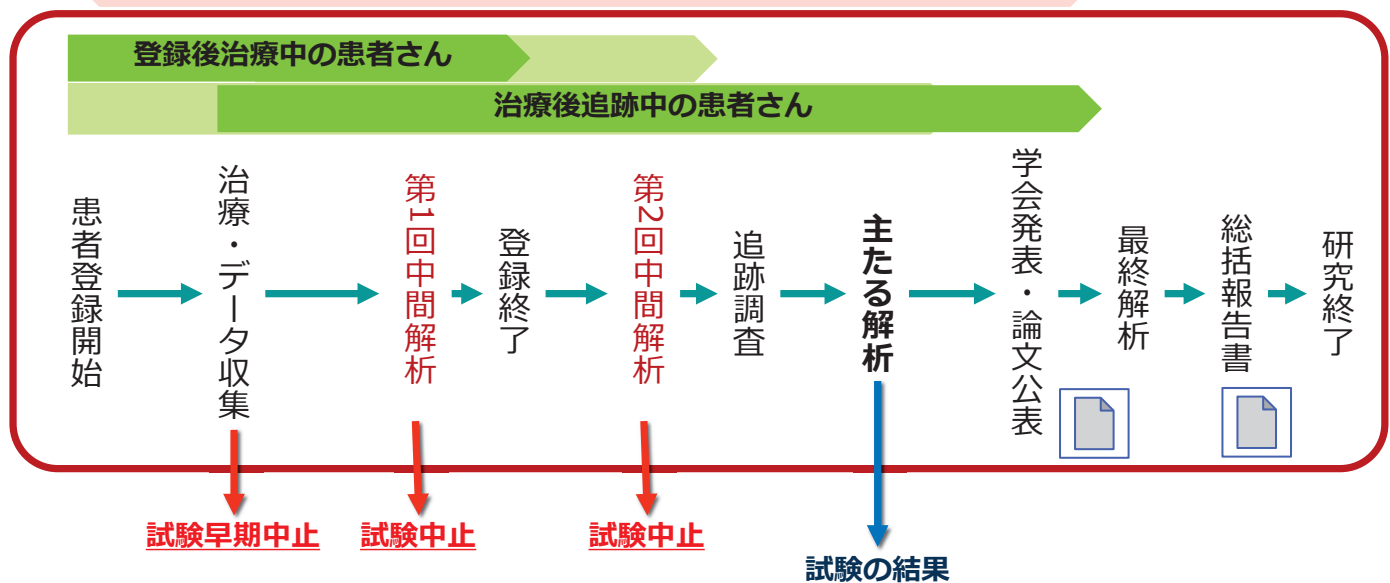 登録後治療中の患者さん
治療後追跡中の患者さん
患者登録開始
治療・データ収集
第1回中間解析
登録終了
第2回中間解析
追跡調査
主たる解析
学会発表・論文公表
最終解析
総括報告書
研究終了
試験早期中止
試験中止
試験中止
試験の結果